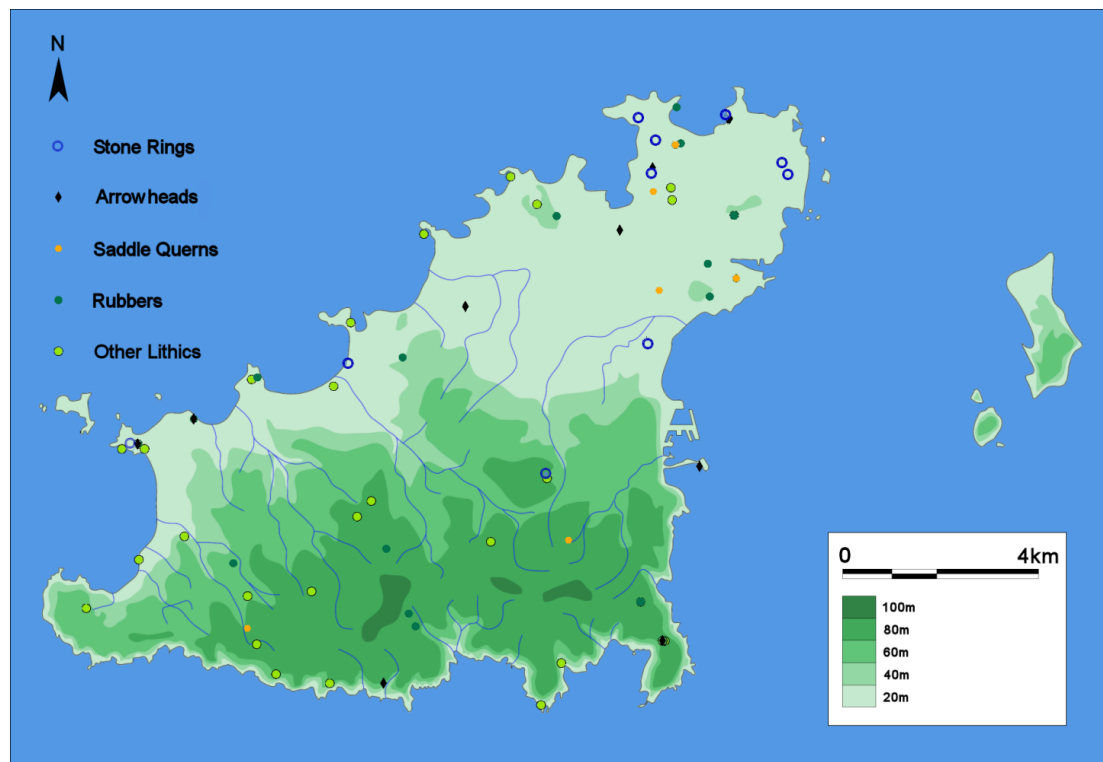 N
Stone Rings
Arrowheads
Saddle Querns
Rubbers
Other Lithics
0 4km
100m
80m
60m
40m
20m